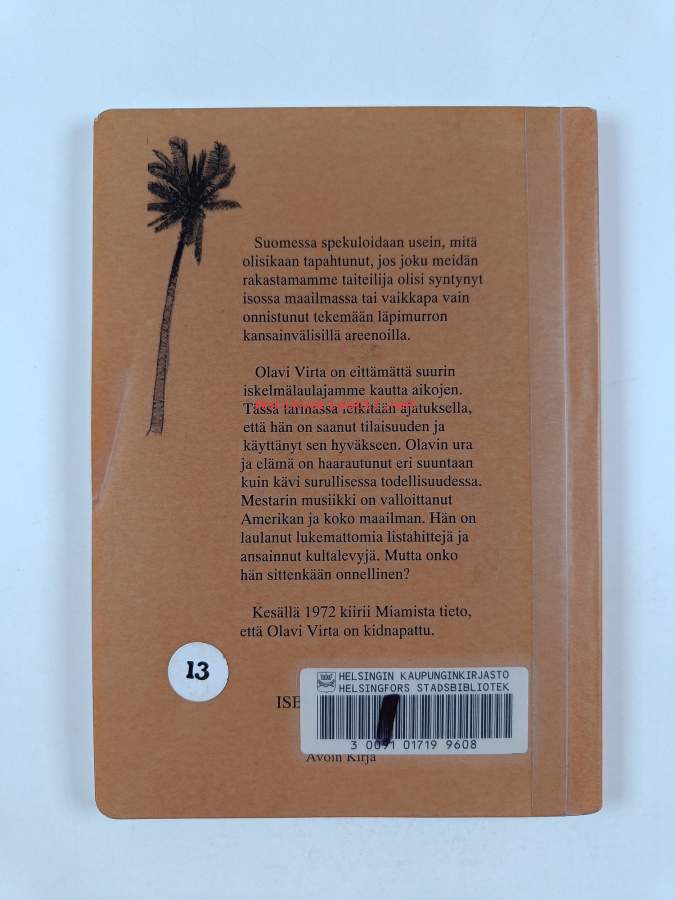 Suomessa spekuloidaan usein, mitä
olisikaan tapahtunut, jos joku meidän
rakastamamme taiteilija olisi syntynyt
isossa maailmassa tai vaikkapa vain
onnistunut tekemään läpimurron
kansainvälisillä areenoilla.
Olavi Virta on eittämättä suurin
iskelmälaulajamme kautta aikojen.
Tässä tarinassa leikitään ajatuksella,
että hän on saanut tilaisuuden ja
käyttänyt sen hyväkseen. Olavin ura
ja elämä on haarautunut eri suuntaan
kuin kävi surullisessa todellisuudessa.
Mestarin musiikki on valloittanut
Amerikan ja koko maailman. Hän on
laulanut lukemattomia listahittejä ja
ansainnut kultalevyjä. Mutta onko
hän sittenkään onnellinen?
Kesällä 1972 kiirii Miamista tieto,
että Olavi Virta on kidnapattu.
13
HELSINGIN KAUPUNGINKIRJASTO
HELSINGFORS STADSBIBLIOTEK
3 0091 01719 9608
Avoin Kirja